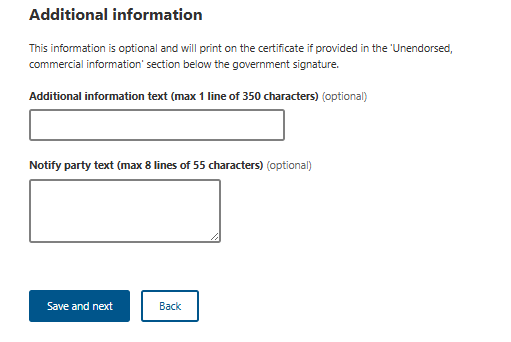 Additional information
This information is optional and will print on the certificate if provided in the 'Unendorsed,
commercial information' section below the government signature.
Additional information text (max 1 line of 350 characters) (optional)
Notify party text (max 8 lines of 55 characters) (optional)
Save and next
Back